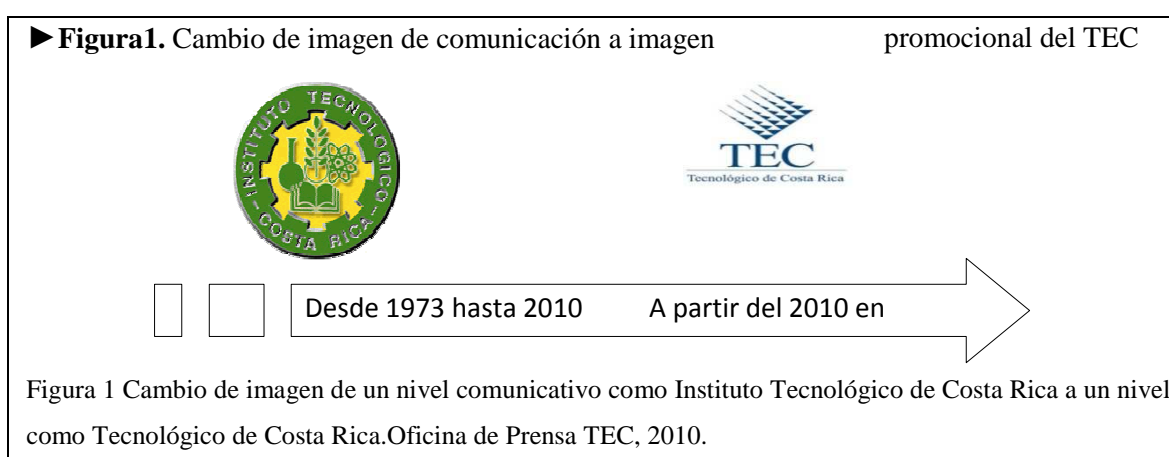 ►Figura1. Cambio de imagen de comunicación a imagen promocional del TEC
INSTITUTO TECNOLOGICO
- COSTA RICA -
TEC
Tecnológico de Costa Rica
Desde 1973 hasta 2010 A partir del 2010 en
Figura 1 Cambio de imagen de un nivel comunicativo como Instituto Tecnológico de Costa Rica a un nivel
como Tecnológico de Costa Rica.Oficina de Prensa TEC, 2010.